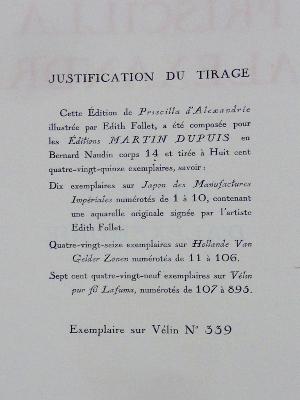 JUSTIFICATION DU TIRAGE
Cette Édition de Priscilla d'Alexandrie
illustrée par Edith Follet, a été composée pour
les Éditions MARTIN DUPUIS en
Bernard Naudin corps 14 et tirée à Huit cent
quatre-vingt-quinze exemplaires, savoir :
Dix exemplaires sur Japon des Manufactures
Impériales numérotés de 1 à 10, contenant
une aquarelle originale signée par l'artiste
Edith Follet.
Quatre-vingt-seize exemplaires sur Hollande Van
Gelder Zonen numérotés de 11 à 106.
Sept cent quatre-vingt-neuf exemplaires sur Vélin
pur fil Lafuma, numérotés de 107 à 895.
Exemplaire sur Vélin N° 339